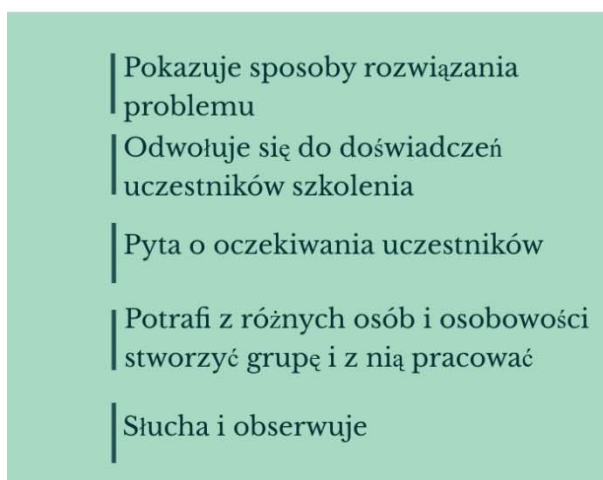 Pokazuje sposoby rozwiązania
problemu
Odwołuje się do doświadczeń
uczestników szkolenia
Pyta o oczekiwania uczestników
Potrafi z różnych osób i osobowości
stworzyć grupę i z nią pracować
Słucha i obserwuje